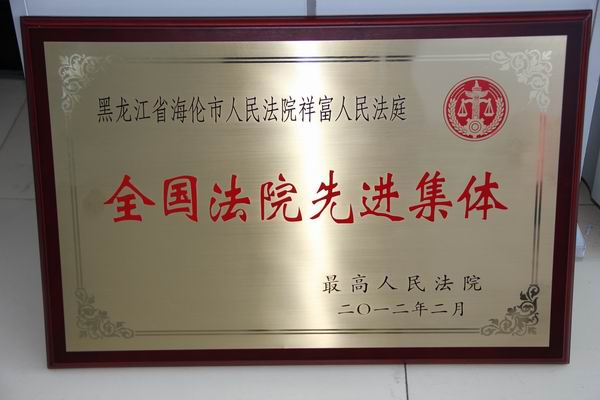 黑龙江省海伦市人民法院祥富人民法庭
全国法院先进集体
最高人民法院
二〇一二年二月